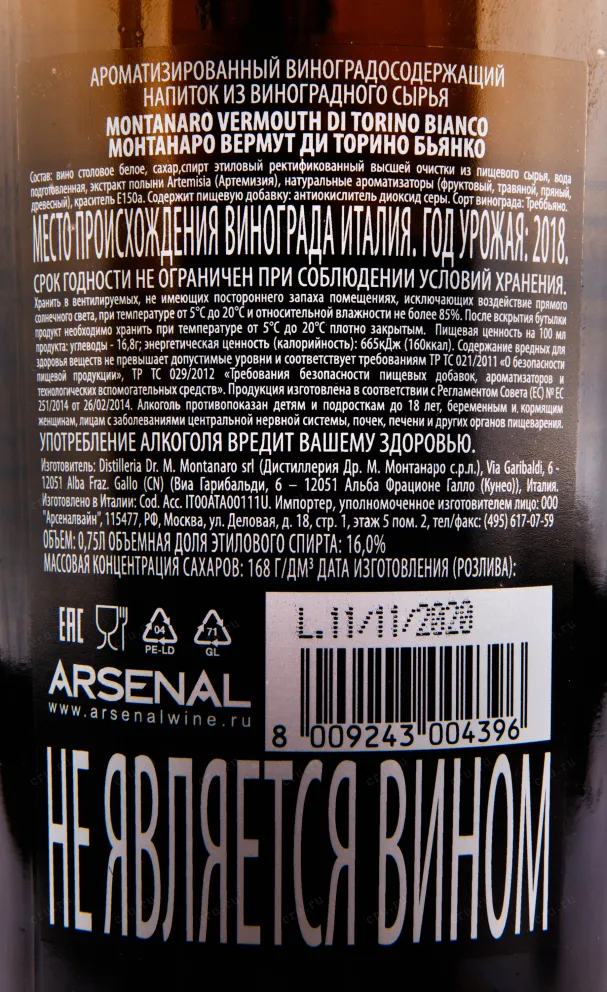 АРОМАТИЗИРОВАННЫЙ ВИНОГРАДОСОДЕРЖАЩИЙ
НАПИТОК ИЗ ВИНОГРАДНОГО СЫРЬЯ
MONTANARO VERMOUTH DI TORINO BIANCO
МОНТАНАРО ВЕРМУТ ДИ ТОРИНО БЬЯНКО
Состав: вино столовое белое, сахар,спирт этиловый ректификованный высшей очистки из пищевого сырья, вода
подготовленная, экстракт полыни Artemisia (Артемизия), натуральные ароматизаторы (фруктовый, травяной, пряный,
древесный), краситель E150a. Содержит пищевую добавку: антиокислитель диоксид серы. Сорт винограда: Треббьяно.
МЕСТО ПРОИСХОЖДЕНИЯ ВИНОГРАДА ИТАЛИЯ. ГОД УРОЖАЯ: 2018.
СРОК ГОДНОСТИ НЕ ОГРАНИЧЕН ПРИ СОБЛЮДЕНИИ УСЛОВИЙ ХРАНЕНИЯ.
Хранить в вентилируемых, не имеющих постороннего запаха помещениях, исключающих воздействие прямого
солнечного света, при температуре от 5°С до 20°С и относительной влажности не более 85%. После вскрытия бутылки
продукт необходимо хранить при температуре от 5°С до 20°С плотно закрытым. Пищевая ценность на 100 мл
продукта: углеводы - 16,8г; энергетическая ценность (калорийность): 665кДж (160ккал). Содержание вредных для
здоровья веществ не превышает допустимые уровни и соответствует требованиям ТР ТС 021/2011 «О безопасности
пищевой продукции», ТР ТС 029/2012 «Требования безопасности пищевых добавок, ароматизаторов и
технологических вспомогательных средств». Продукция изготовлена в соответствии с Регламентом Совета (ЕС) № ЕС
251/2014 от 26/02/2014. Алкоголь противопоказан детям и подросткам до 18 лет, беременным и кормящим
женщинам, лицам с заболеваниями центральной нервной системы, почек, печени и других органов пищеварения.
УПОТРЕБЛЕНИЕ АЛКОГОЛЯ ВРЕДИТ ВАШЕМУ ЗДОРОВЬЮ.
Изготовитель: Distilleria Dr. M. Montanaro srl (Дистиллерия Др. М. Монтанаро с.р.л.), Via Garibaldi, 6 -
12051 Alba Fraz. Gallo (CN) (Виа Гарибальди, 6 – 12051 Альба Фрационе Галло (Кунео)), Италия.
Изготовлено в Италии: Cod. Acc. IT00ATA00111U. Импортер, уполномоченное изготовителем лицо: ООО
"Арсеналвайн",115477, РФ, Москва, ул. Деловая, д. 18, стр. 1, этаж 5 пом. 2, тел/факс: (495) 617-07-59
ОБЪЕМ: 0,75Л ОБЪЕМНАЯ ДОЛЯ ЭТИЛОВОГО СПИРТА: 16,0%
МАССОВАЯ КОНЦЕНТРАЦИЯ САХАРОВ: 168 Г/ДМ³ ДАТА ИЗГОТОВЛЕНИЯ (РОЗЛИВА):
L.11/11/2020
EAC 04 71
PE-LD GL
ARSENAL
www.arsenalwine.ru
8 009243 004396
НЕ ЯВЛЯЕТСЯ ВИНОМ